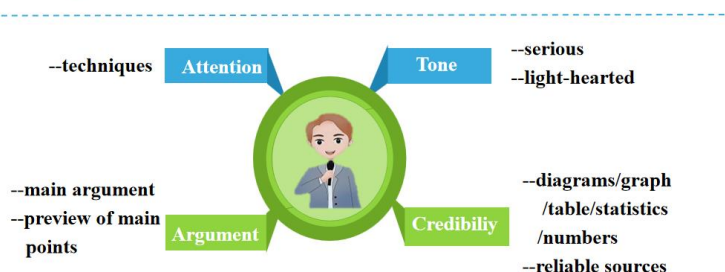 --techniques
Attention
Tone
--serious
--light-hearted
--main argument
--preview of main
points
Argument
Credibiliy
--diagrams/graph
/table/statistics
/numbers
--reliable sources